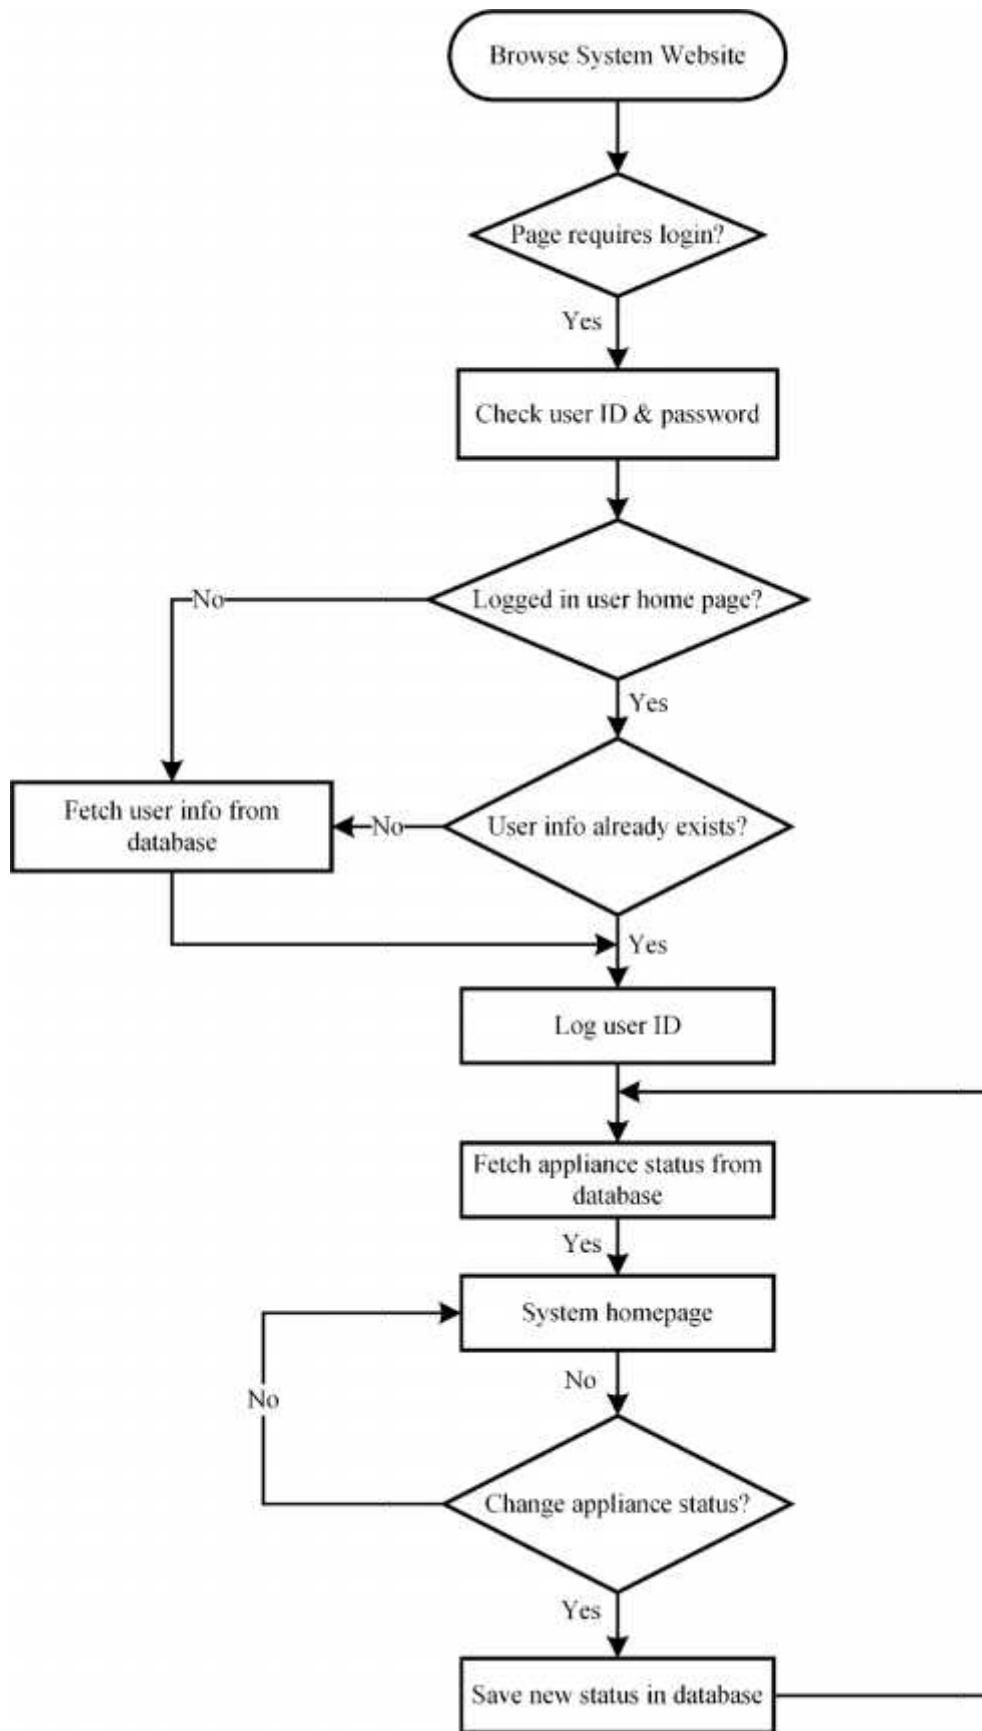 Browse System Website
Page requires login?
Yes
Check user ID & password
Logged in user home page?
No
Yes
Fetch user info from
database
No
User info already exists?
Yes
Log user ID
Fetch appliance status from
database
Yes
System homepage
No
No
Change appliance status?
Yes
Save new status in database